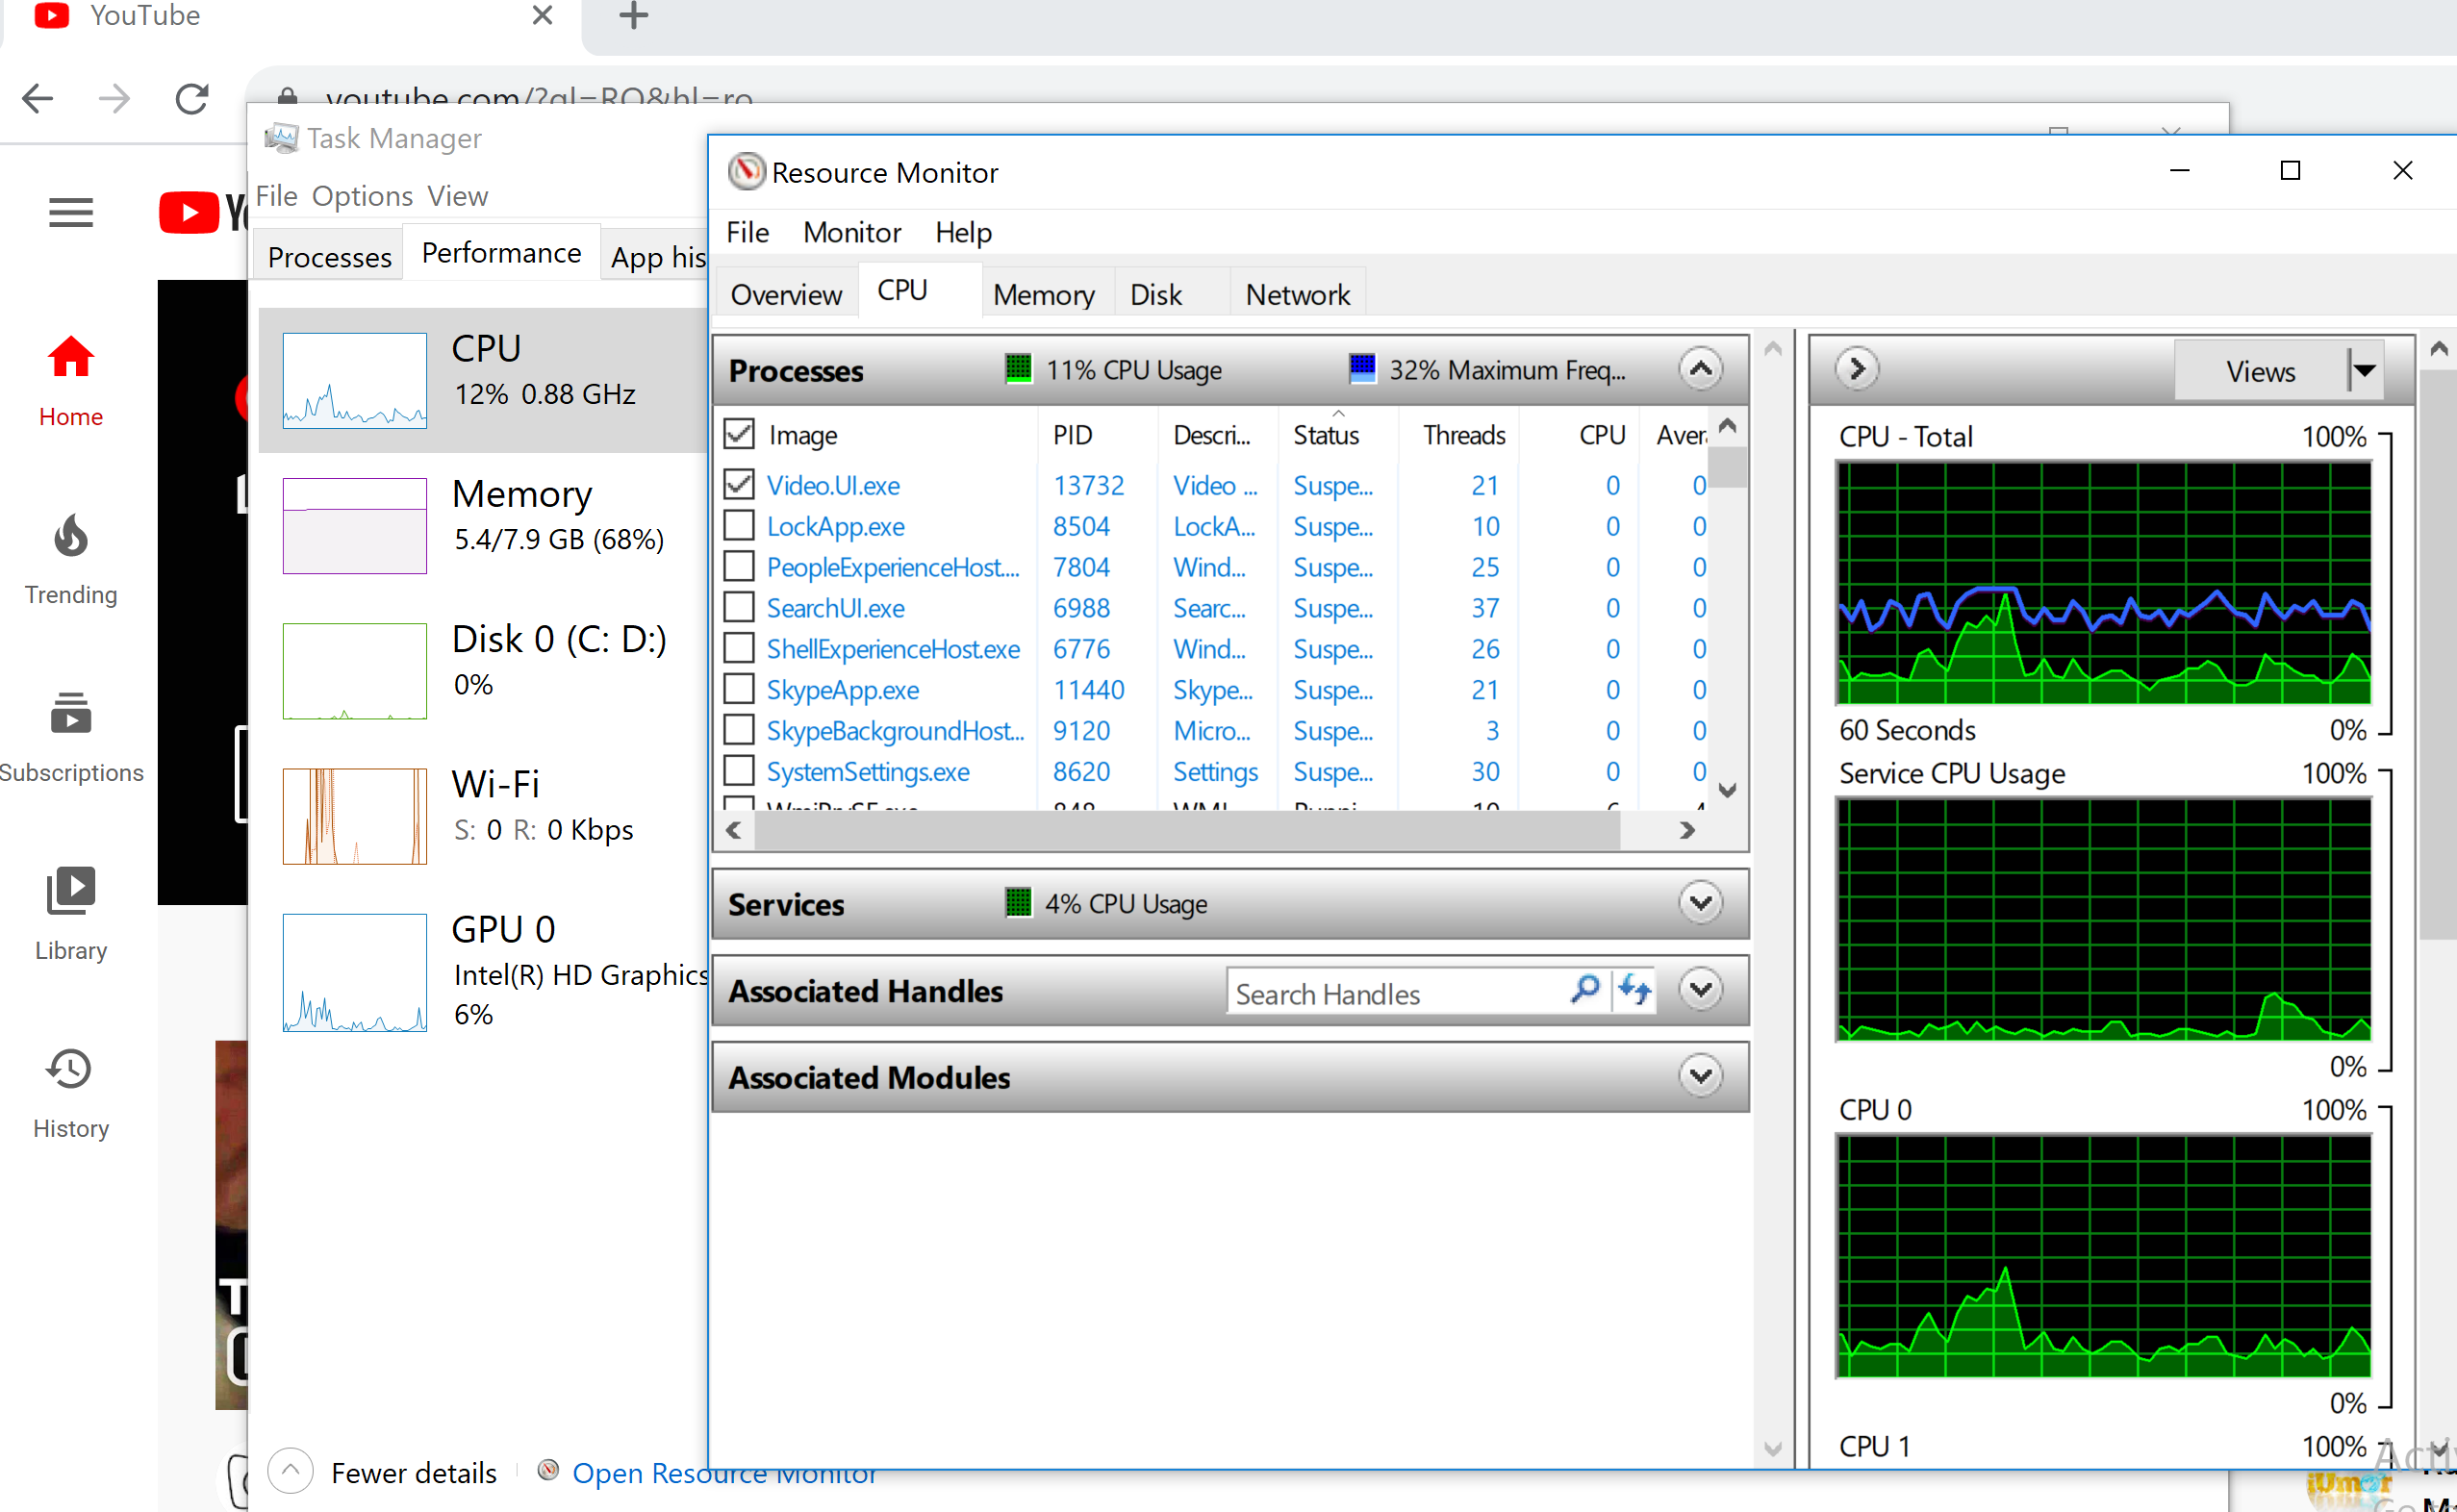 YouTube
youtube.com/?gl=RO&hl=ro
Task Manager
File Options View
Processes Performance App his
Home
Trending
Subscriptions
Library
History
CPU
12% 0.88 GHz
Memory
5.4/7.9 GB (68%)
Disk 0 (C: D:)
0%
Wi-Fi
S: 0 R: 0 Kbps
GPU 0
Intel(R) HD Graphics
6%
Fewer details
Open Resource Monitor
Resource Monitor
File Monitor Help
Overview CPU Memory Disk Network
Processes 11% CPU Usage 32% Maximum Freq...
Image PID Descri... Status Threads CPU Aver
Video.UI.exe 13732 Video ... Suspe... 21 0 0
LockApp.exe 8504 LockA... Suspe... 10 0 0
PeopleExperienceHost.... 7804 Wind... Suspe... 25 0 0
SearchUI.exe 6988 Searc... Suspe... 37 0 0
ShellExperienceHost.exe 6776 Wind... Suspe... 26 0 0
SkypeApp.exe 11440 Skype... Suspe... 21 0 0
SkypeBackgroundHost... 9120 Micro... Suspe... 3 0 0
SystemSettings.exe 8620 Settings Suspe... 30 0 0
Services 4% CPU Usage
Associated Handles Search Handles
Associated Modules
Views
CPU - Total 100%
60 Seconds 0%
Service CPU Usage 100%
0%
CPU 0 100%
0%
CPU 1 100%